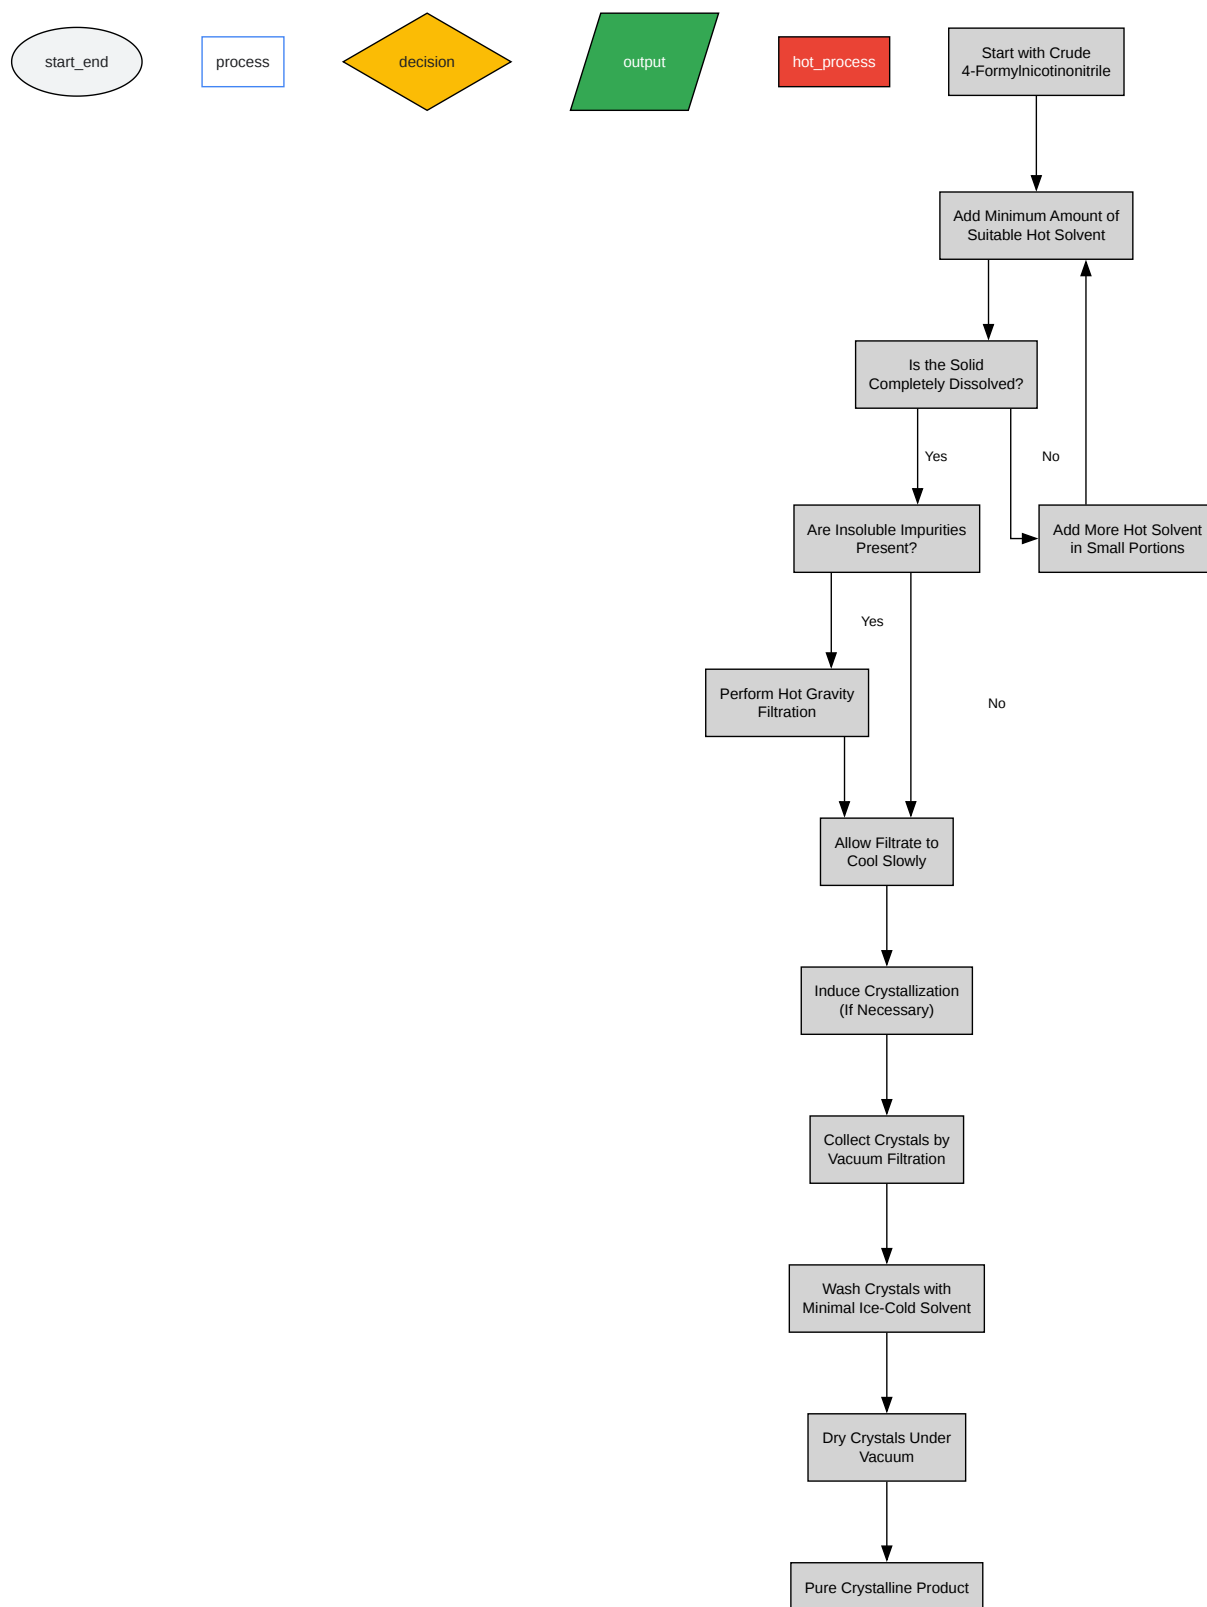 start_end
process
decision
output
hot_process
Start with Crude
4-Formylnicotinonitrile
Add Minimum Amount of
Suitable Hot Solvent
Is the Solid
Completely Dissolved?
Yes
No
Are Insoluble Impurities
Present?
Add More Hot Solvent
in Small Portions
Yes
Perform Hot Gravity
Filtration
No
Allow Filtrate to
Cool Slowly
Induce Crystallization
(If Necessary)
Collect Crystals by
Vacuum Filtration
Wash Crystals with
Minimal Ice-Cold Solvent
Dry Crystals Under
Vacuum
Pure Crystalline Product